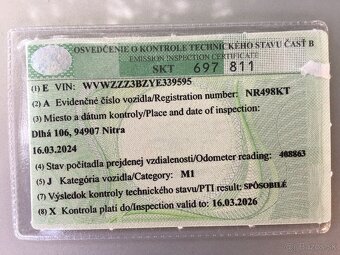 OSVEDČENIE O KONTROLE TECHNICKÉHO STAVU ČASŤ B
EMISSION INSPECTION CERTIFICATE
SKT 697 811
(1) E VIN: WVWZZZ3BZYE339595
(2) A Evidenčné číslo vozidla/Registration number: NR498KT
(3) Miesto a dátum kontroly/Place and date of inspection:
Dlhá 106, 94907 Nitra
16.03.2024
(4) Stav počítadla prejdenej vzdialenosti/Odometer reading: 408863
(5) J Kategória vozidla/Category: M1
(7) Výsledok kontroly technického stavu/PTI result: SPÔSOBILÉ
(8) X Kontrola platí do/Inspection valid to: 16.03.2026